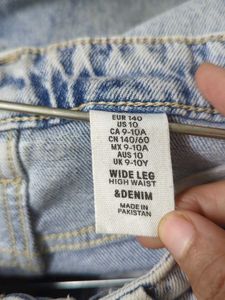 EUR 140
US 10
CA 9-10A
CN 140/60
MX 9-10A
AUS 10
UK 9-10Y
WIDE LEG
HIGH WAIST
&DENIM
MADE IN
PAKISTAN